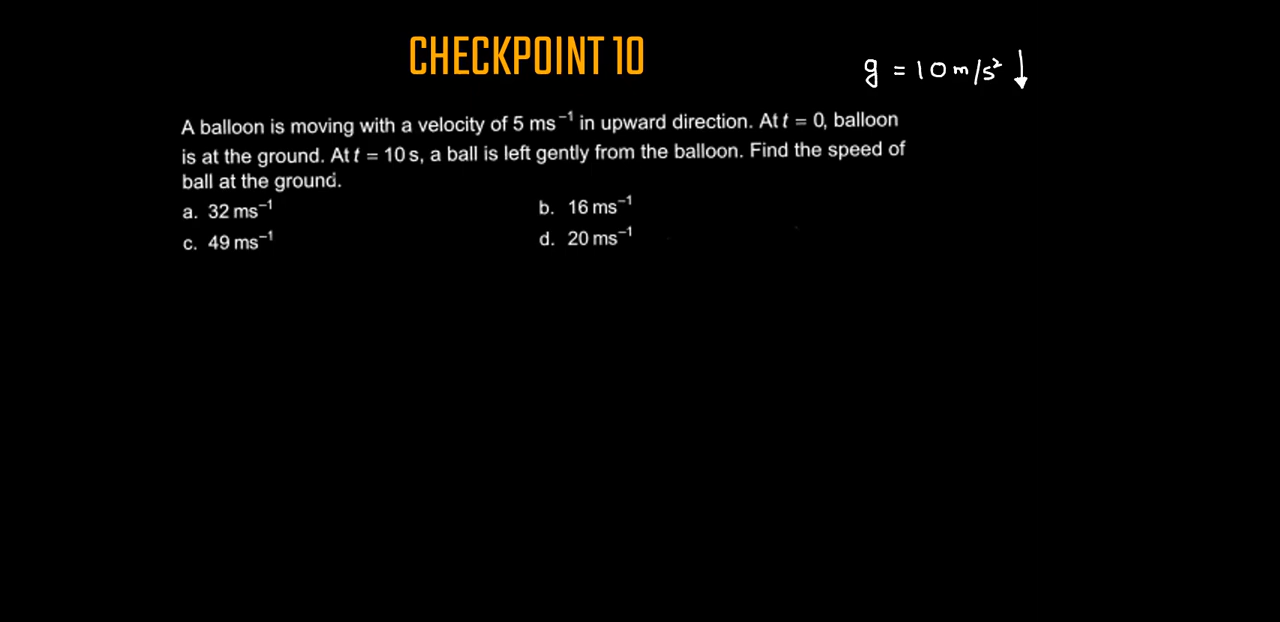 CHECKPOINT 10
g = 10 m/s² ↓
A balloon is moving with a velocity of 5 ms⁻¹ in upward direction. At t = 0, balloon
is at the ground. At t = 10 s, a ball is left gently from the balloon. Find the speed of
ball at the ground.
a. 32 ms⁻¹ b. 16 ms⁻¹
c. 49 ms⁻¹ d. 20 ms⁻¹